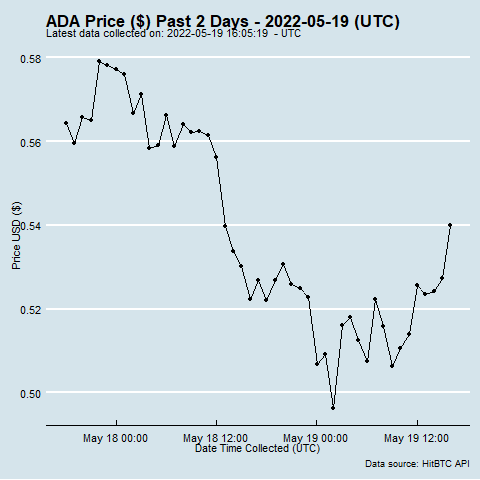 ADA Price ($) Past 2 Days - 2022-05-19 (UTC)
Latest data collected on: 2022-05-19 16:05:19  - UTC
0.58
0.56
0.54
0.52
0.50
Price USD ($)
May 18 00:00
May 18 12:00
May 19 00:00
May 19 12:00
Date Time Collected (UTC)
Data source: HitBTC API